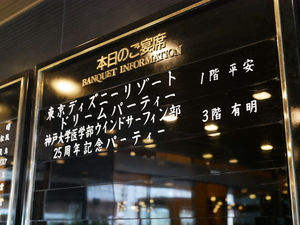 本日のご宴席
BANQUET INFORMATION
東京ディズニーリゾート 1階 平安
ドリームパーティー
神戸大学医学部ウインドサーフィン部 3階 有明
25周年記念パーティー